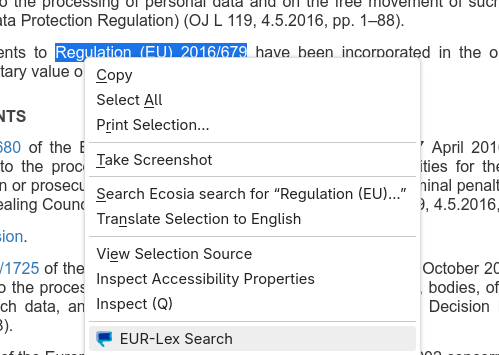 to the processing of personal data and on the free movement of such
ata Protection Regulation) (OJ L 119, 4.5.2016, pp. 1–88).
ents to Regulation (EU) 2016/679 have been incorporated in the o
tary value o
Copy
Select All
NTS
Print Selection...
680 of the E 7 April 201
Take Screenshot
to the proce ities for the
n or prosecu minal penalt
Search Ecosia search for “Regulation (EU)...”
ealing Counc 9, 4.5.2016,
Translate Selection to English
sion.
View Selection Source
/1725 of the October 20
Inspect Accessibility Properties
o the proces , bodies, of
Inspect (Q)
ch data, an Decision
8).
EUR-Lex Search